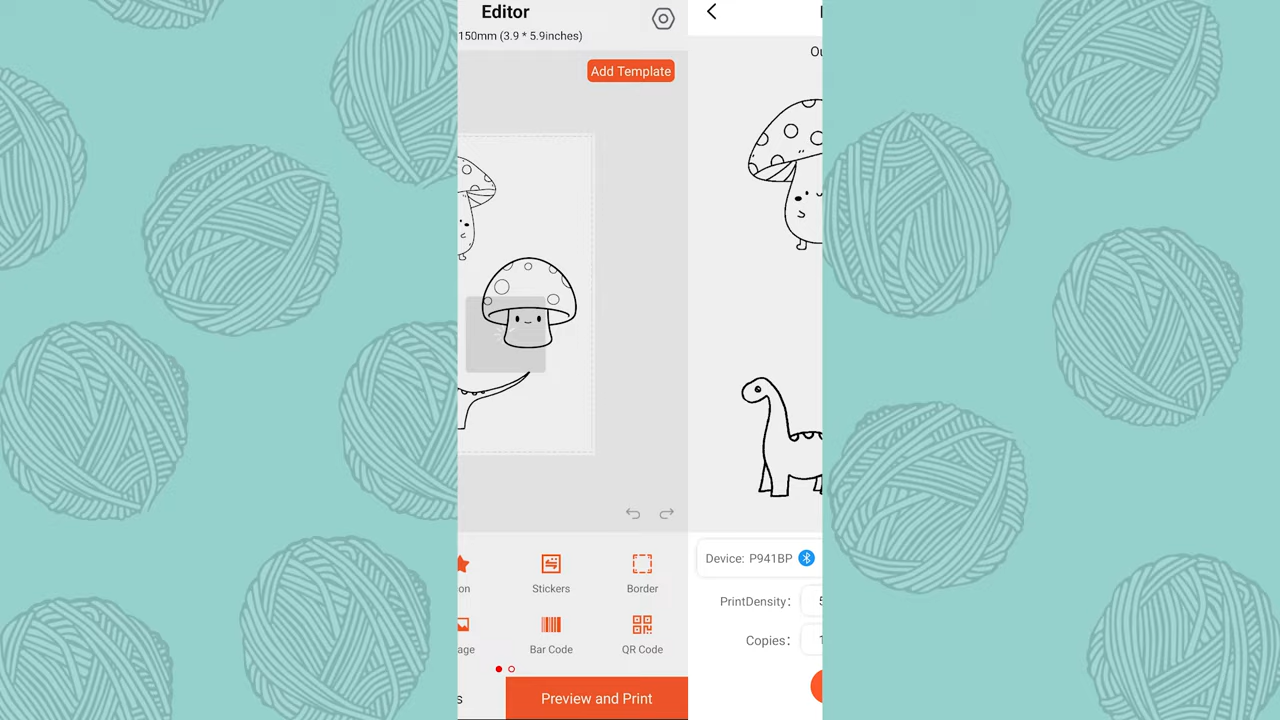 Editor
150mm (3.9 * 5.9inches)
Add Template
Stickers
Border
Bar Code
QR Code
Preview and Print
Device: P941BP
PrintDensity:
Copies: